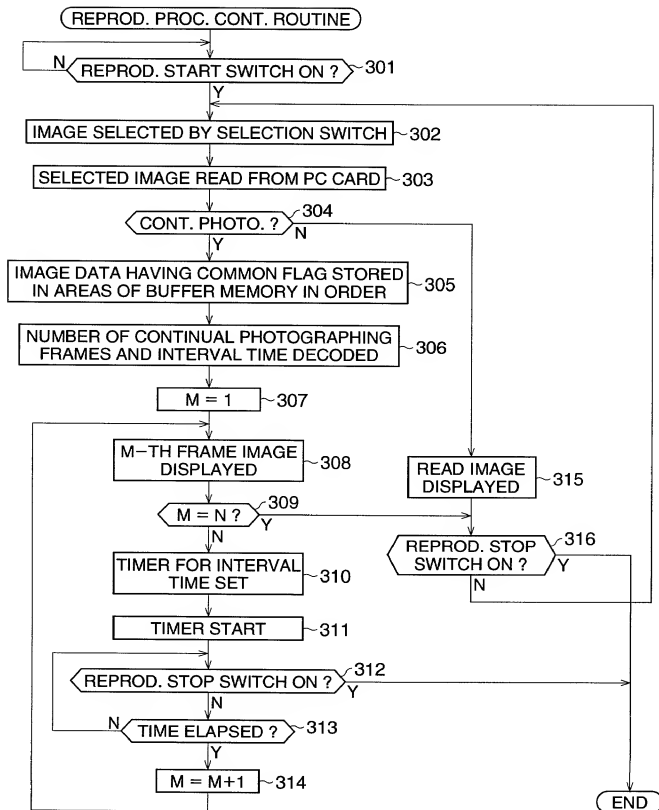 REPROD. PROC. CONT. ROUTINE
N
REPROD. START SWITCH ON ?
301
Y
IMAGE SELECTED BY SELECTION SWITCH
302
SELECTED IMAGE READ FROM PC CARD
303
CONT. PHOTO. ?
304
N
Y
IMAGE DATA HAVING COMMON FLAG STORED
IN AREAS OF BUFFER MEMORY IN ORDER
305
NUMBER OF CONTINUAL PHOTOGRAPHING
FRAMES AND INTERVAL TIME DECODED
306
M = 1
307
M-TH FRAME IMAGE
DISPLAYED
308
READ IMAGE
DISPLAYED
315
M = N ?
309
Y
N
REPROD. STOP
SWITCH ON ?
316
Y
N
TIMER FOR INTERVAL
TIME SET
310
TIMER START
311
REPROD. STOP SWITCH ON ?
312
Y
N
N
TIME ELAPSED ?
313
Y
M = M+1
314
END